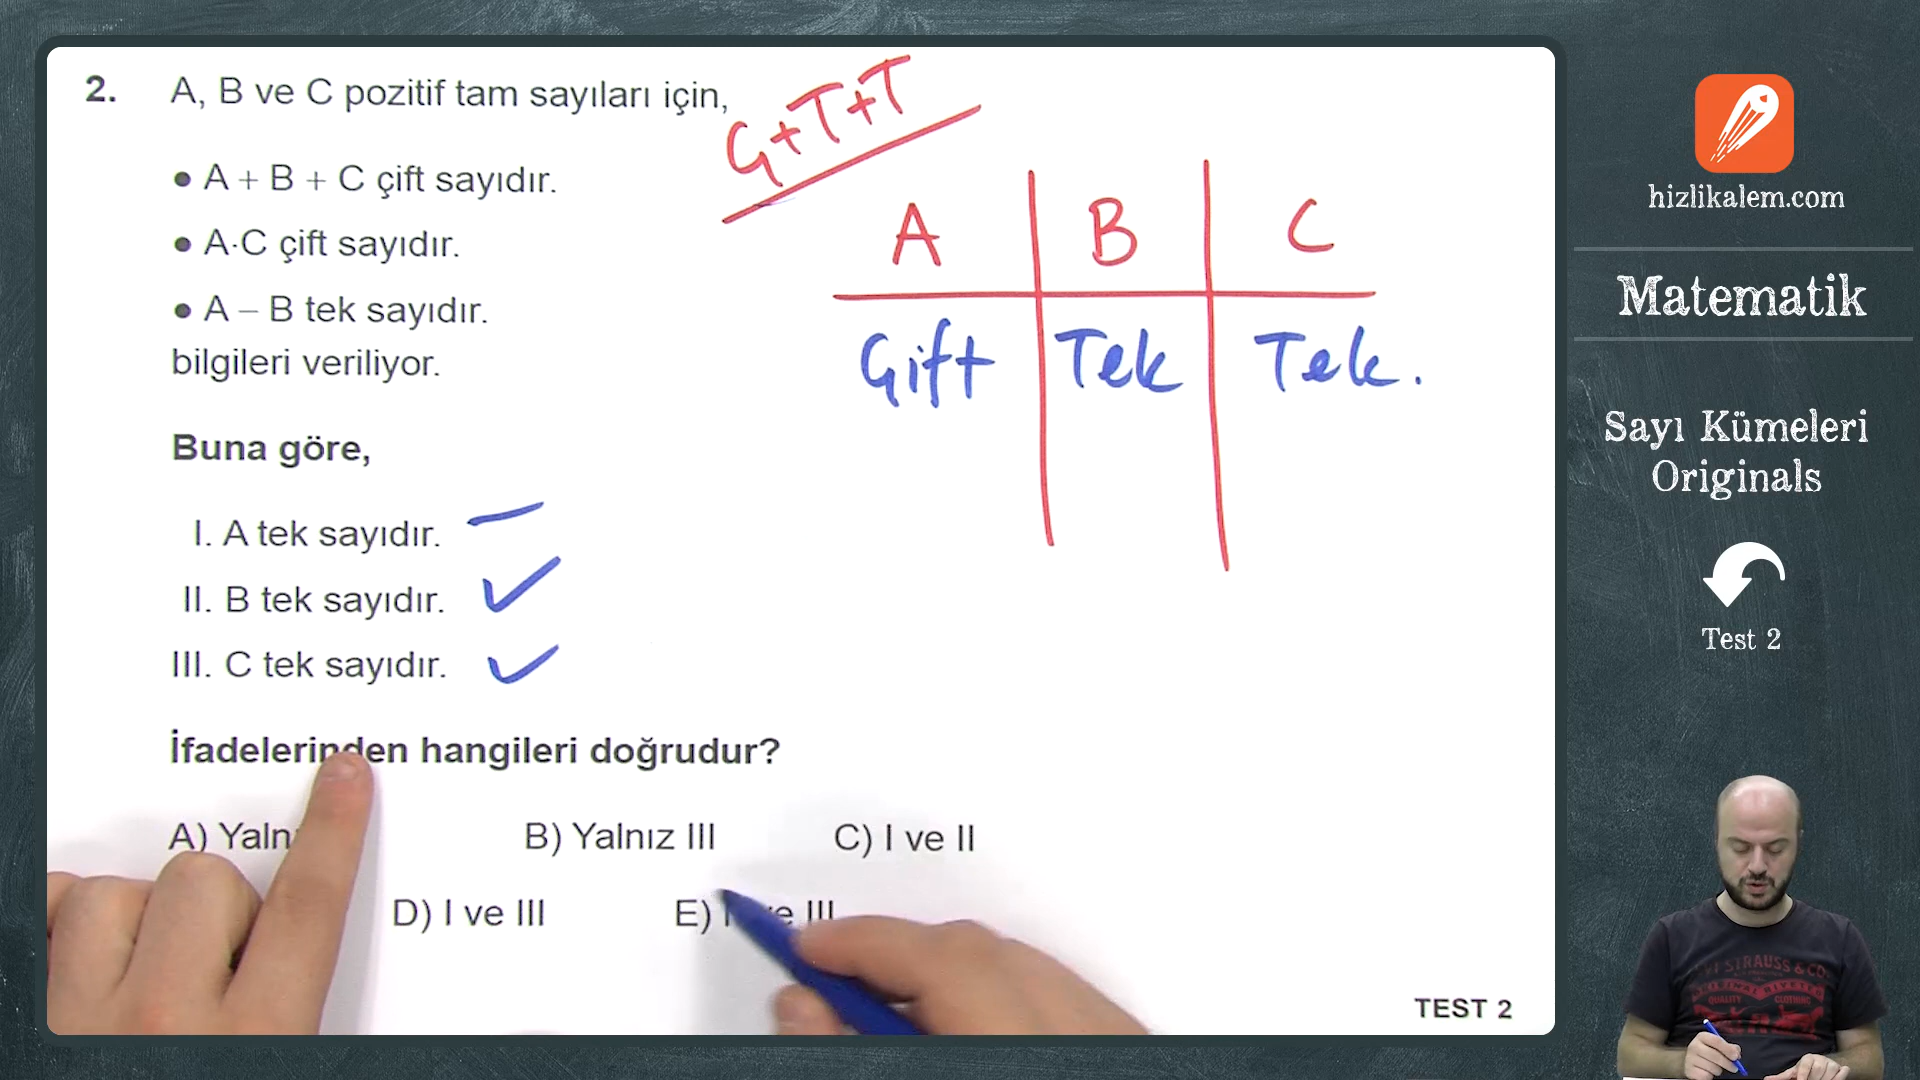 2. A, B ve C pozitif tam sayıları için,
• A + B + C çift sayıdır.
• A·C çift sayıdır.
• A – B tek sayıdır.
bilgileri veriliyor.
Buna göre,
I. A tek sayıdır.
II. B tek sayıdır.
III. C tek sayıdır.
İfadelerinden hangileri doğrudur?
A)
B) Yalnız III
C) I ve II
D) I ve III
E) III
TEST 2
G+T+T
A B C
Çift Tek Tek.
hizlikalem.com
Matematik
Sayı Kümeleri
Originals
Test 2